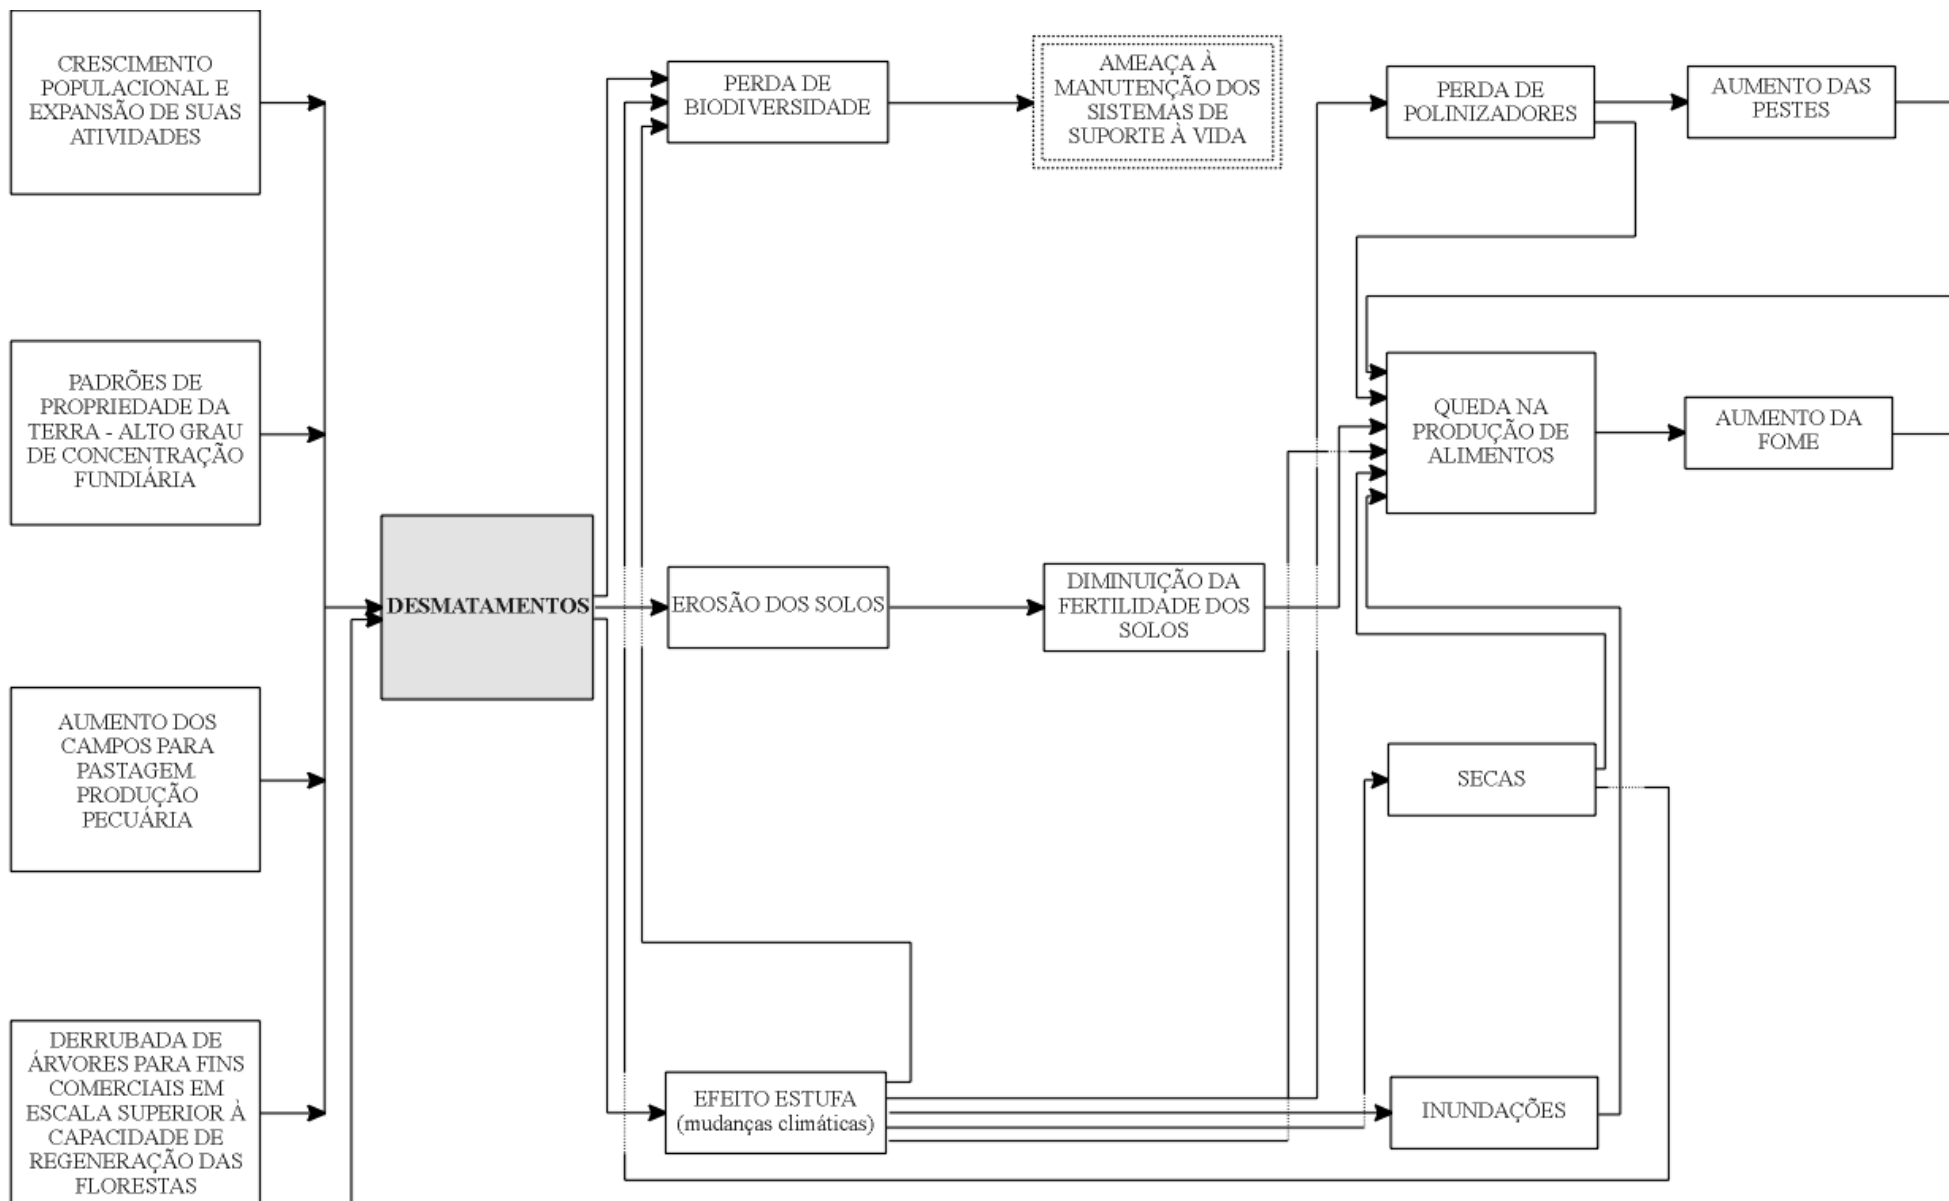 CRESCIMENTO
POPULACIONAL E
EXPANSÃO DE SUAS
ATIVIDADES
PADRÕES DE
PROPRIEDADE DA
TERRA - ALTO GRAU
DE CONCENTRAÇÃO
FUNDIÁRIA
AUMENTO DOS
CAMPOS PARA
PASTAGEM.
PRODUÇÃO
PECUÁRIA
DERRUBADA DE
ÁRVORES PARA FINS
COMERCIAIS EM
ESCALA SUPERIOR À
CAPACIDADE DE
REGENERAÇÃO DAS
FLORESTAS
DESMATAMENTOS
PERDA DE
BIODIVERSIDADE
EROSÃO DOS SOLOS
EFEITO ESTUFA
(mudanças climáticas)
AMEAÇA À
MANUTENÇÃO DOS
SISTEMAS DE
SUPORTE À VIDA
DIMINUIÇÃO DA
FERTILIDADE DOS
SOLOS
PERDA DE
POLINIZADORES
QUEDA NA
PRODUÇÃO DE
ALIMENTOS
SECAS
INUNDAÇÕES
AUMENTO DAS
PESTES
AUMENTO DA
FOME